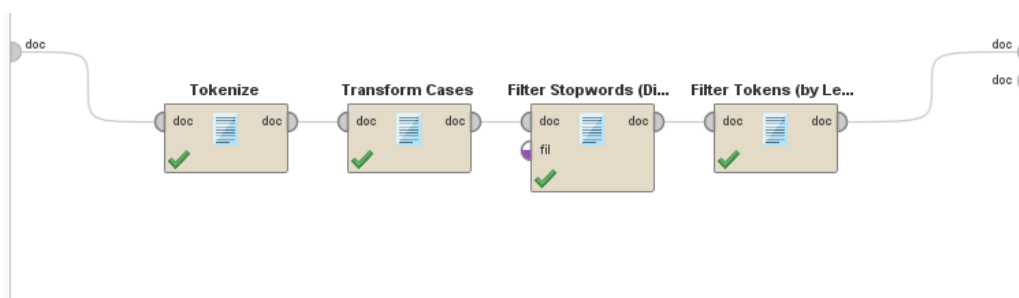 doc
doc
doc
Tokenize
doc
doc
Transform Cases
doc
doc
Filter Stopwords (Di...
doc
doc
fil
Filter Tokens (by Le...
doc
doc